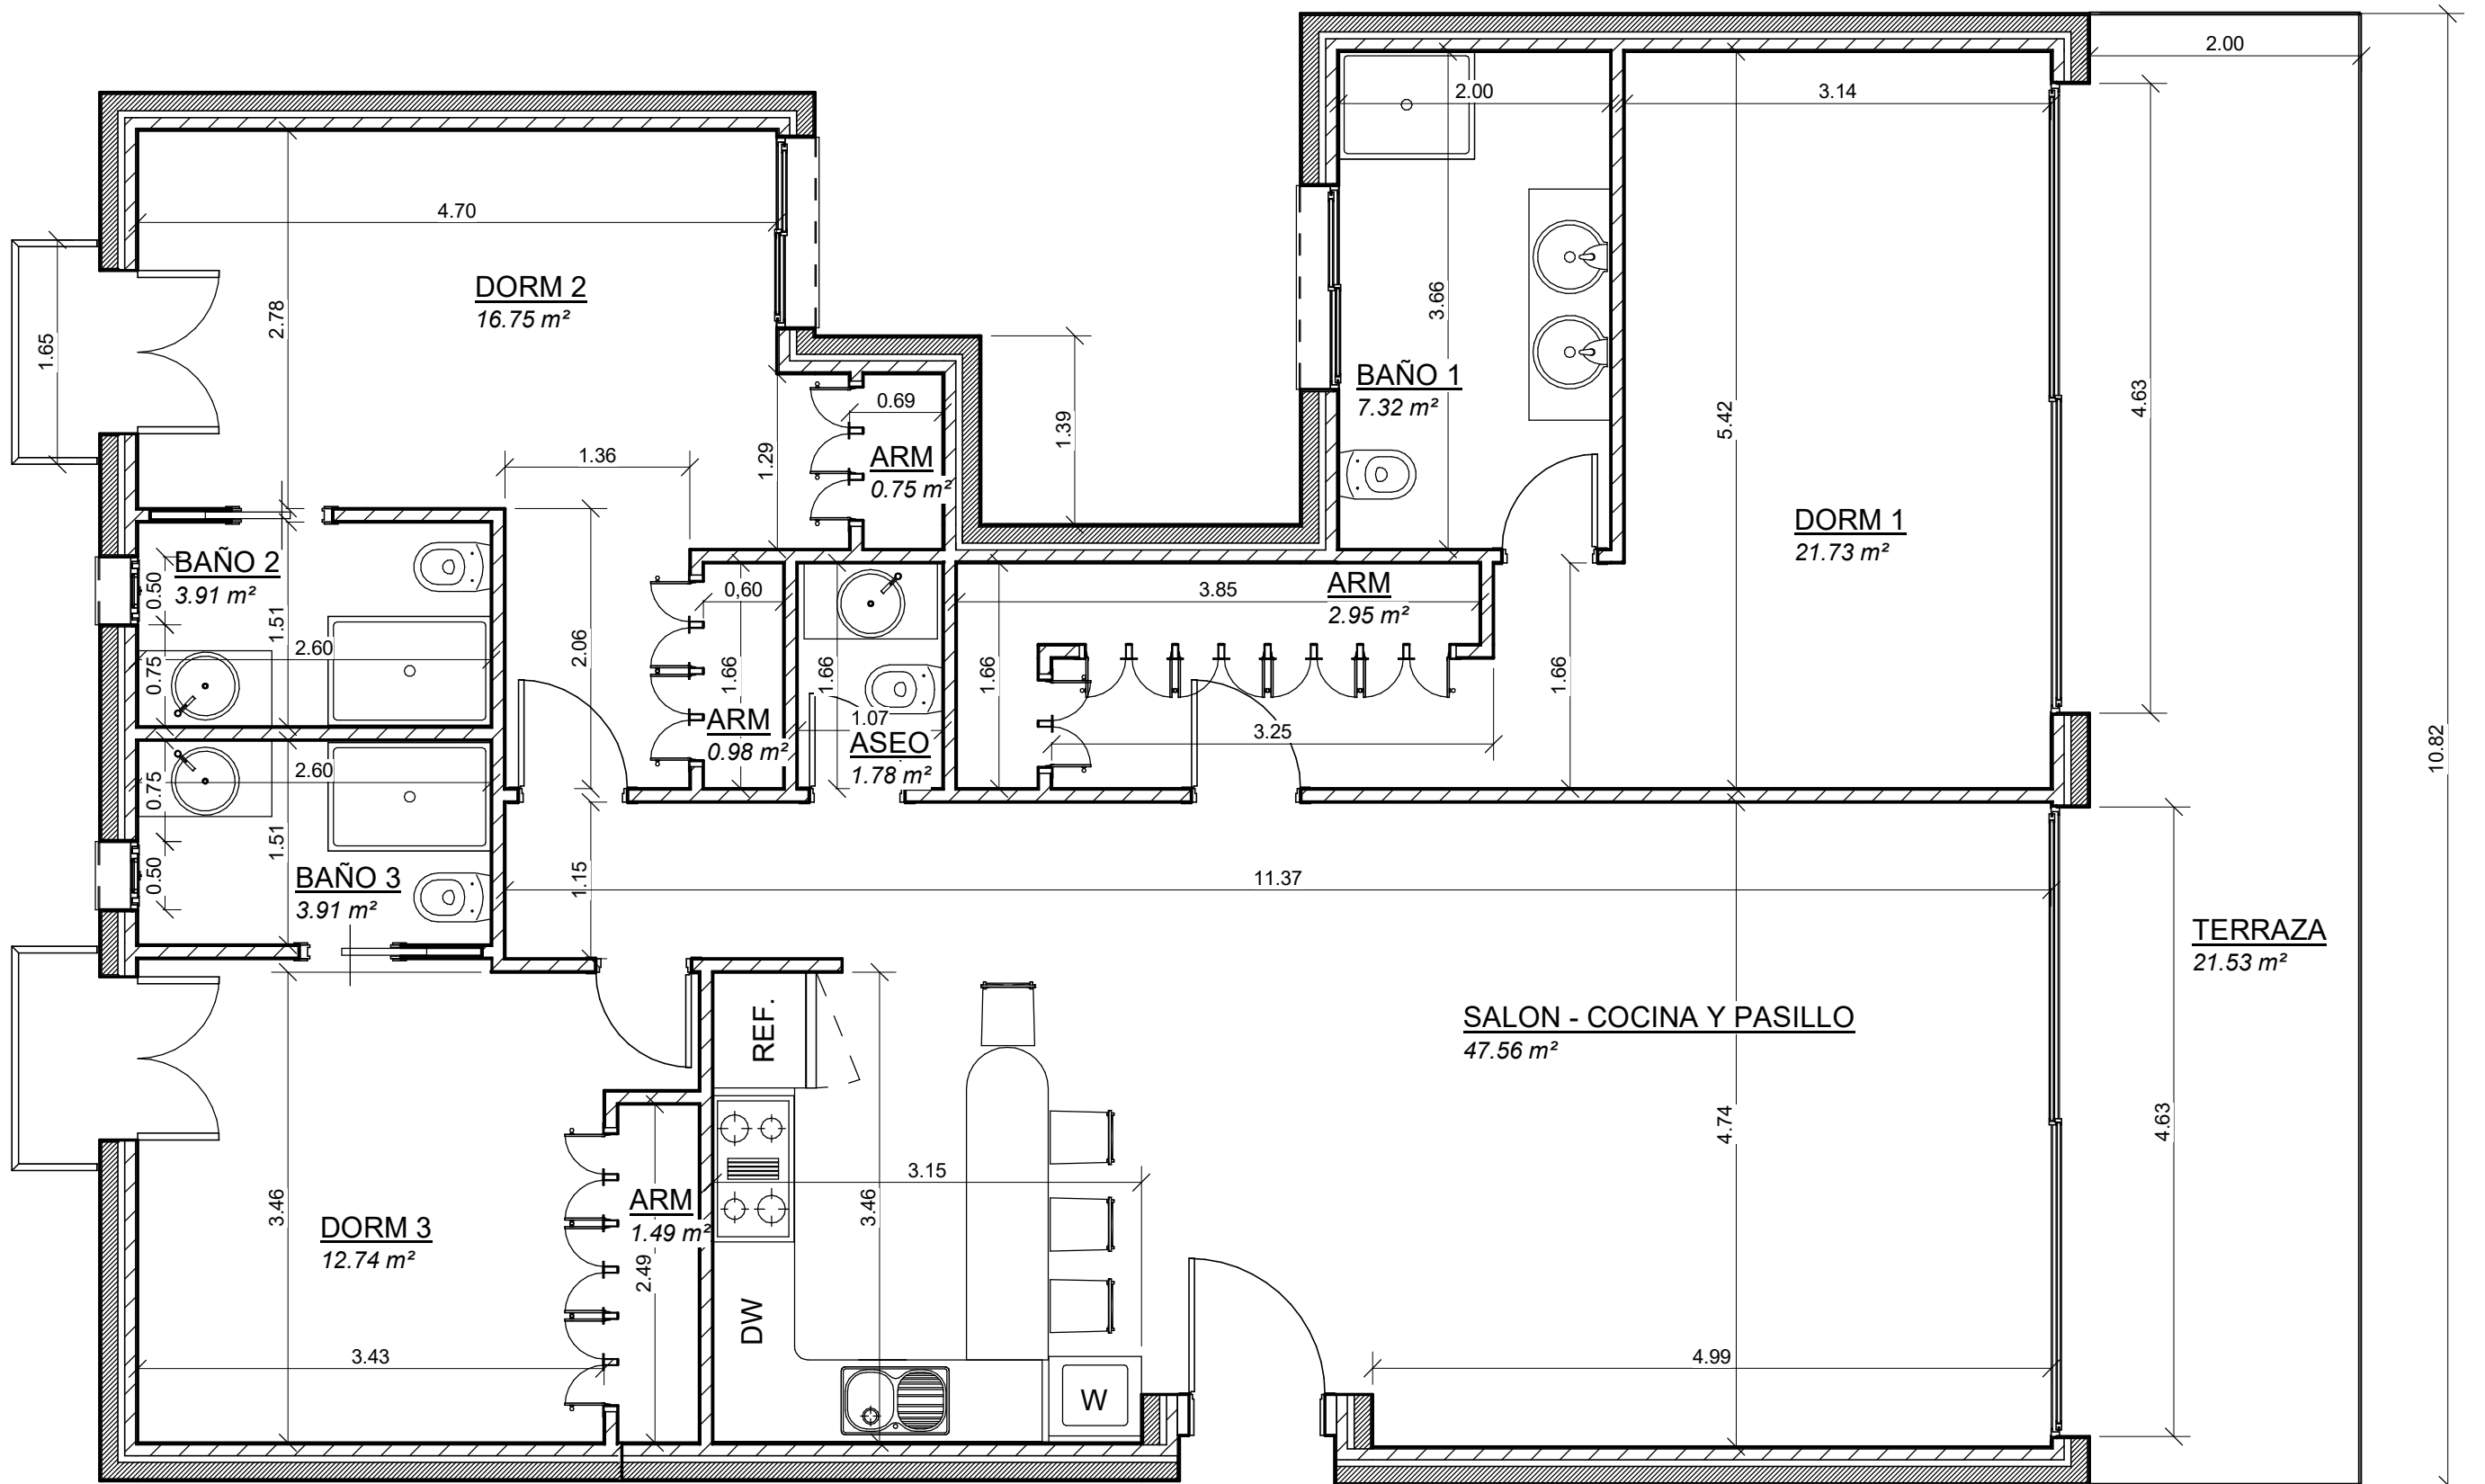 2.00
2.00
3.14
4.70
DORM 2
16.75 m²
2.78
1.65
3.66
BAÑO 1
7.32 m²
5.42
4.63
0.69
1.39
1.29
ARM
0.75 m²
1.36
DORM 1
21.73 m²
BAÑO 2
3.91 m²
0.50
1.51
2.60
0.75
2.06
0,60
1.66
ARM
0.98 m²
1.66
1.07
ASEO
1.78 m²
3.85
ARM
2.95 m²
1.66
1.66
3.25
10.82
2.60
0.75
1.51
0.50
BAÑO 3
3.91 m²
1.15
11.37
TERRAZA
21.53 m²
REF.
SALON - COCINA Y PASILLO
47.56 m²
4.74
4.63
3.15
3.46
3.46
ARM
1.49 m²
2.49
DORM 3
12.74 m²
DW
3.43
4.99
W